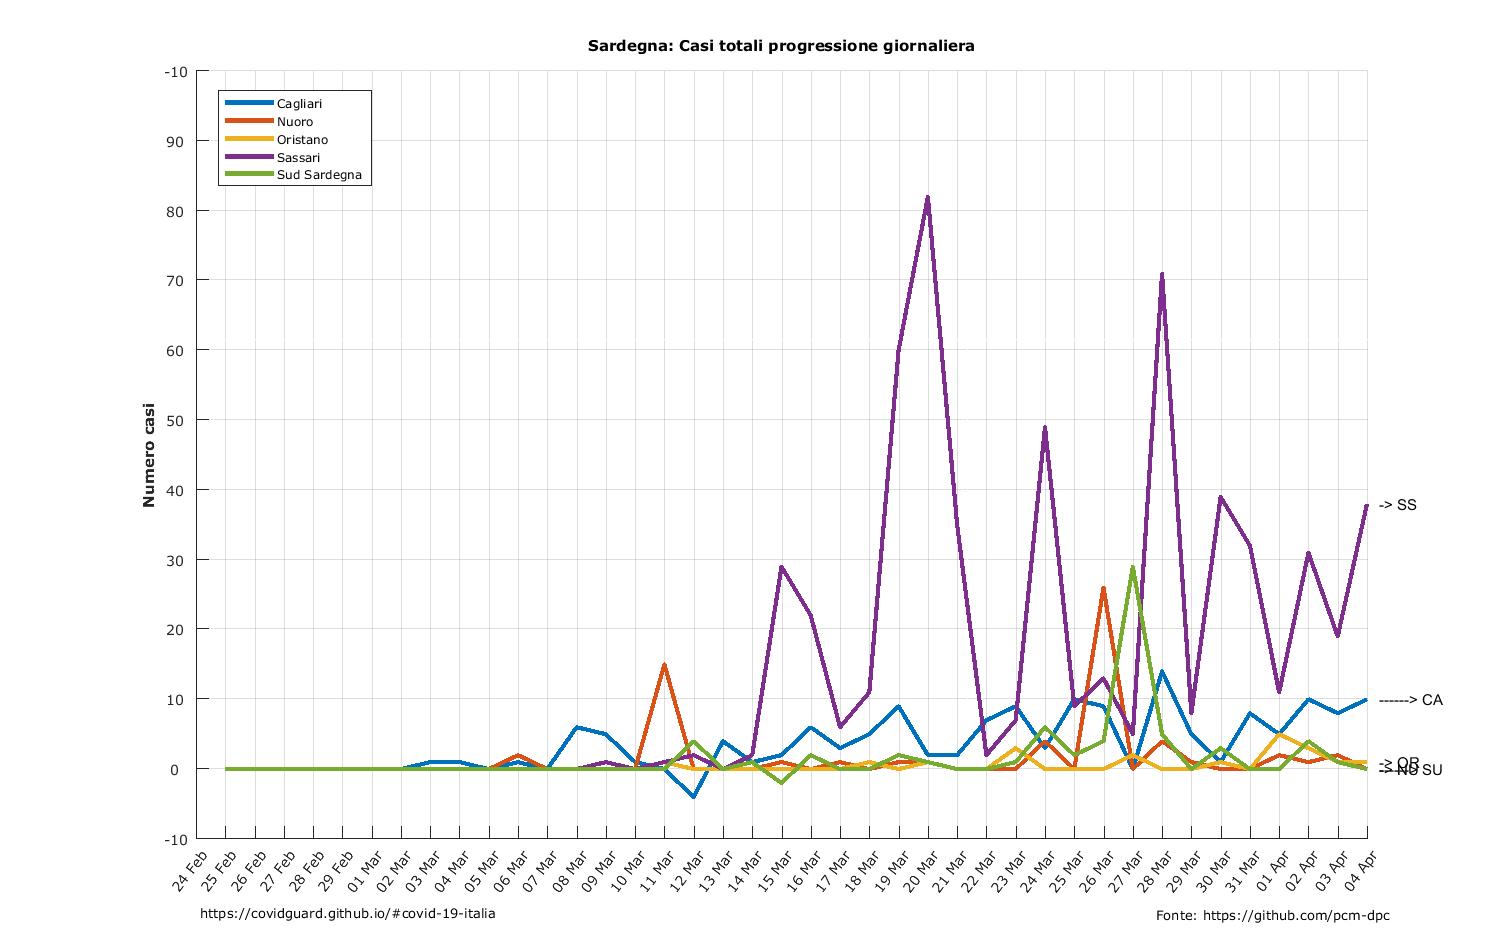 Sardegna: Casi totali progressione giornaliera
-10
90
80
70
60
50
40
30
20
10
0
-10
Numero casi
Cagliari
Nuoro
Oristano
Sassari
Sud Sardegna
-> SS
------> CA
-> OR
-> NU
SU
24 Feb
25 Feb
26 Feb
27 Feb
28 Feb
29 Feb
01 Mar
02 Mar
03 Mar
04 Mar
05 Mar
06 Mar
07 Mar
08 Mar
09 Mar
10 Mar
11 Mar
12 Mar
13 Mar
14 Mar
15 Mar
16 Mar
17 Mar
18 Mar
19 Mar
20 Mar
21 Mar
22 Mar
23 Mar
24 Mar
25 Mar
26 Mar
27 Mar
28 Mar
29 Mar
30 Mar
31 Mar
01 Apr
02 Apr
03 Apr
04 Apr
https://covidguard.github.io/#covid-19-italia
Fonte: https://github.com/pcm-dpc